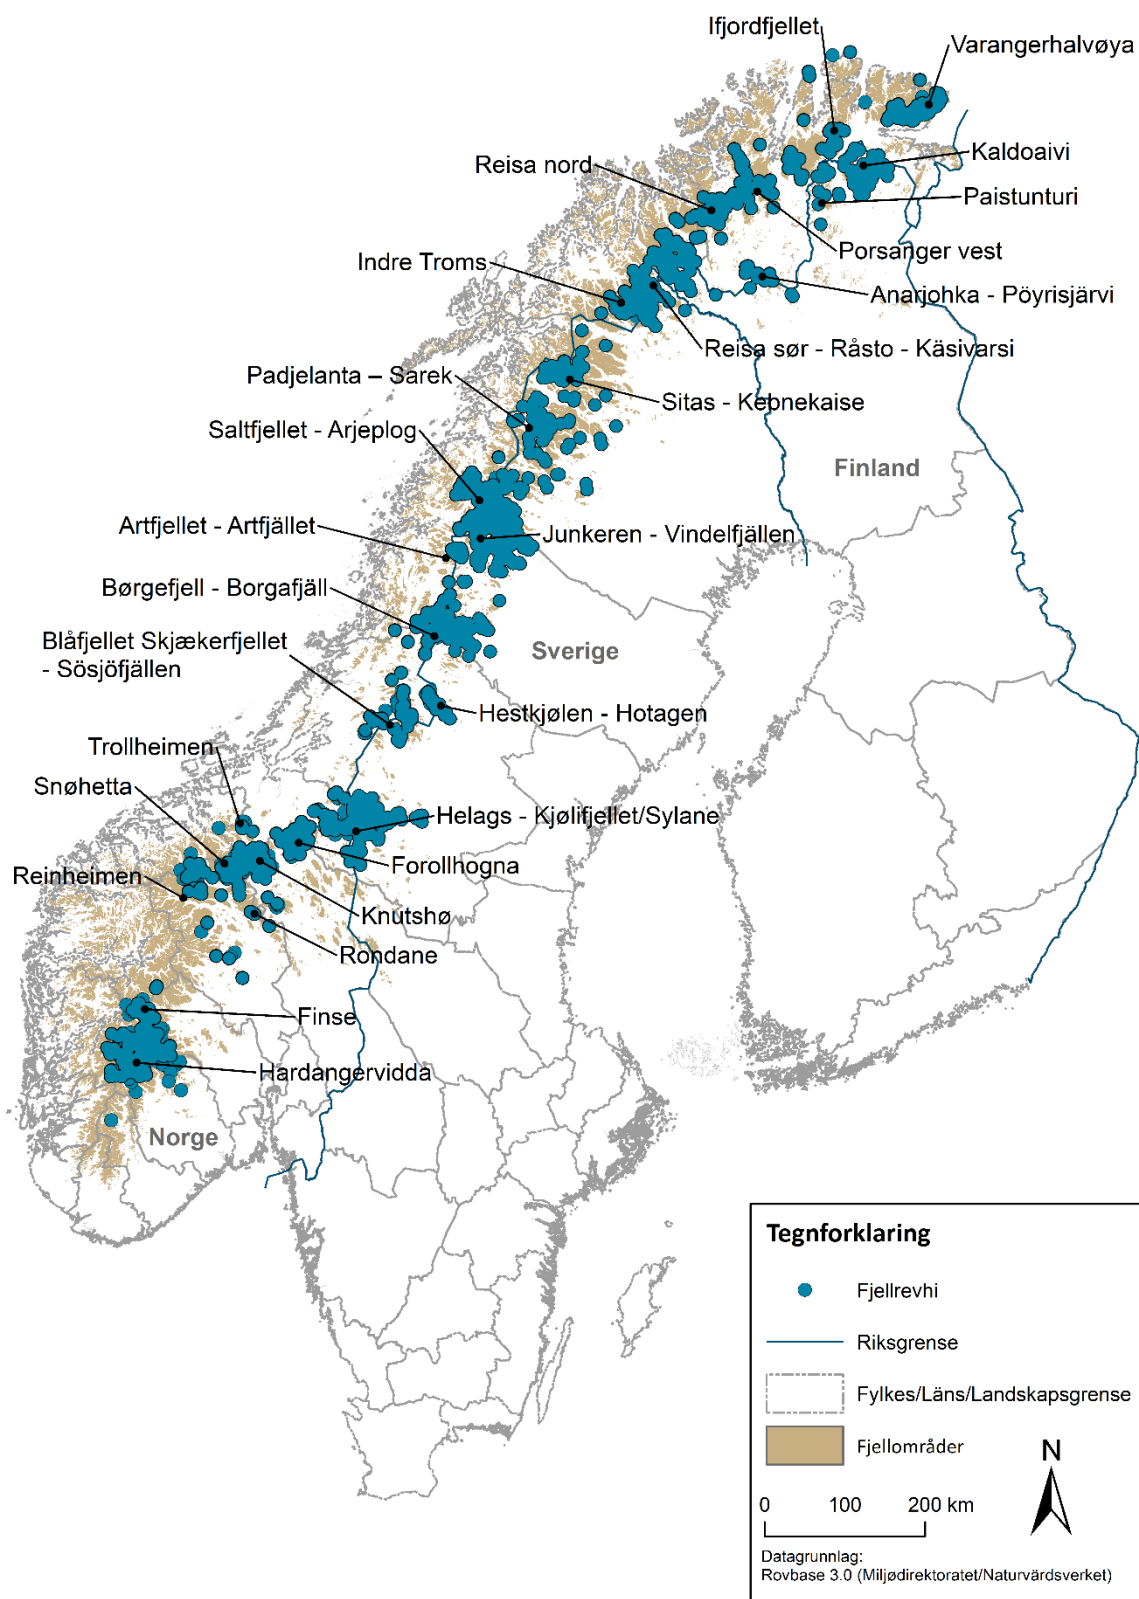 Ifjordfjellet
Varangerhalvøya
Kaldoaivi
Reisa nord
Paistunturi
Porsanger vest
Indre Troms
Anarjohka - Pöyrisjärvi
Reisa sør - Råsto - Käsivarsi
Padjelanta – Sarek
Sitas - Kebnekaise
Saltfjellet - Arjeplog
Finland
Artfjellet - Artfjället
Junkeren - Vindelfjällen
Børgefjell - Borgafjäll
Blåfjellet Skjækerfjellet
- Sösjöfjällen
Sverige
Hestkjølen - Hotagen
Trollheimen
Snøhetta
Helags - Kjølifjellet/Sylane
Forollhogna
Reinheimen
Knutshø
Rondane
Finse
Hardangervidda
Norge
Tegnforklaring
Fjellrevhi
Riksgrense
Fylkes/Läns/Landskapsgrense
Fjellområder
N
0 100 200 km
Datagrunnlag:
Rovbase 3.0 (Miljødirektoratet/Naturvärdsverket)